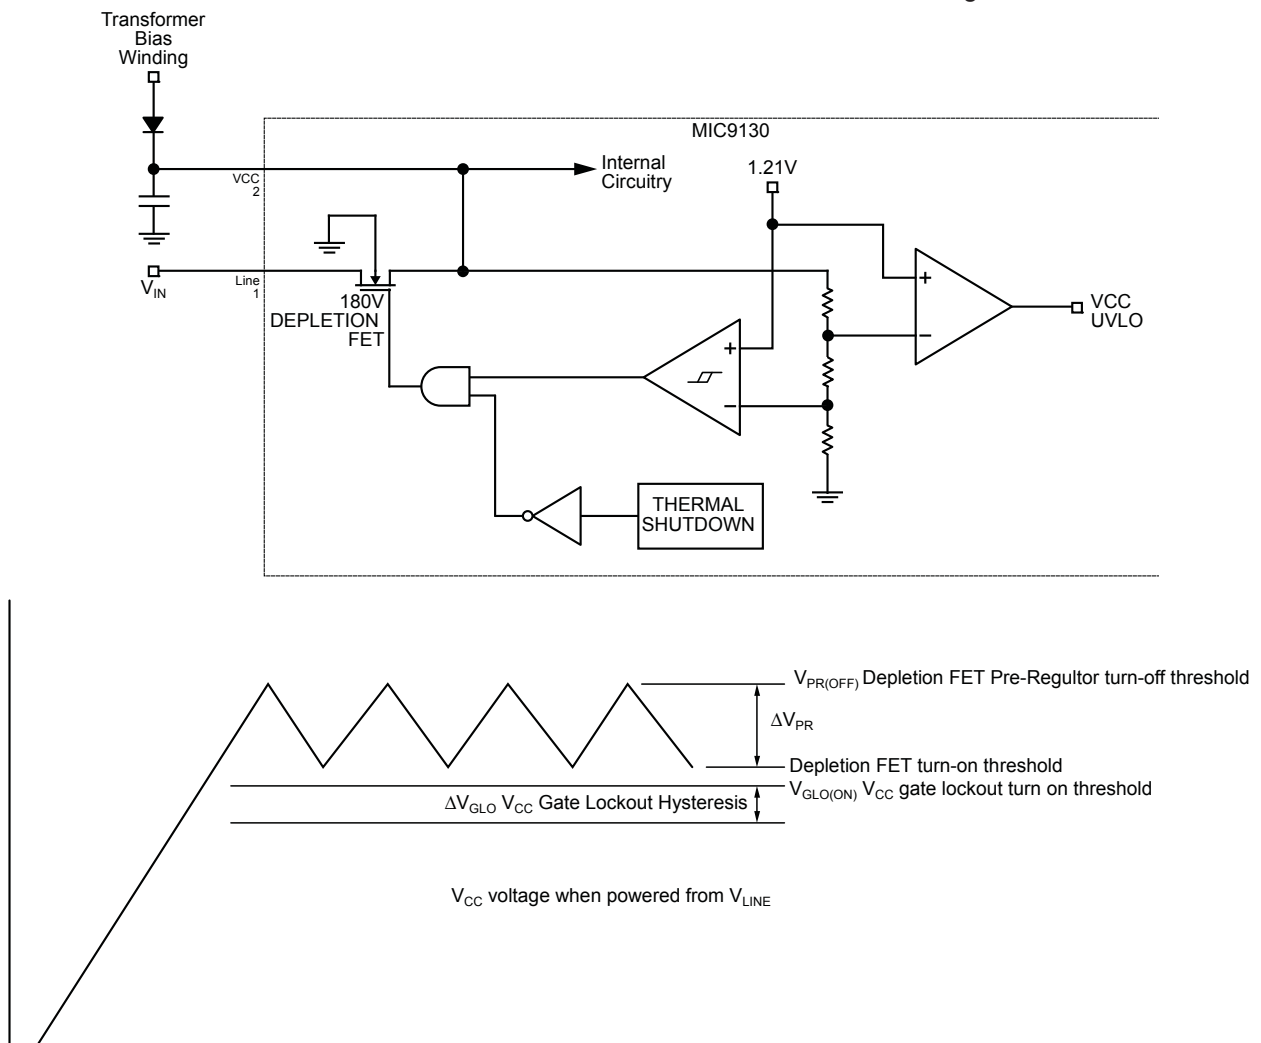 Transformer
Bias
Winding
MIC9130
Internal
Circuitry
1.21V
VCC
2
VIN
Line
1
180V
DEPLETION
FET
+
−
VCC
UVLO
+
−
THERMAL
SHUTDOWN
VPR(OFF) Depletion FET Pre-Regultor turn-off threshold
ΔVPR
Depletion FET turn-on threshold
VGLO(ON) VCC gate lockout turn on threshold
ΔVGLO VCC Gate Lockout Hysteresis
VCC voltage when powered from VLINE